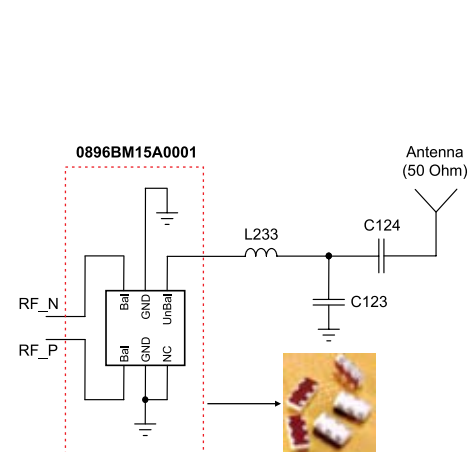 0896BM15A0001
Antenna
(50 Ohm)
C124
L233
C123
RF_N
RF_P
Bal
GND
UnBal
Bal
GND
NC